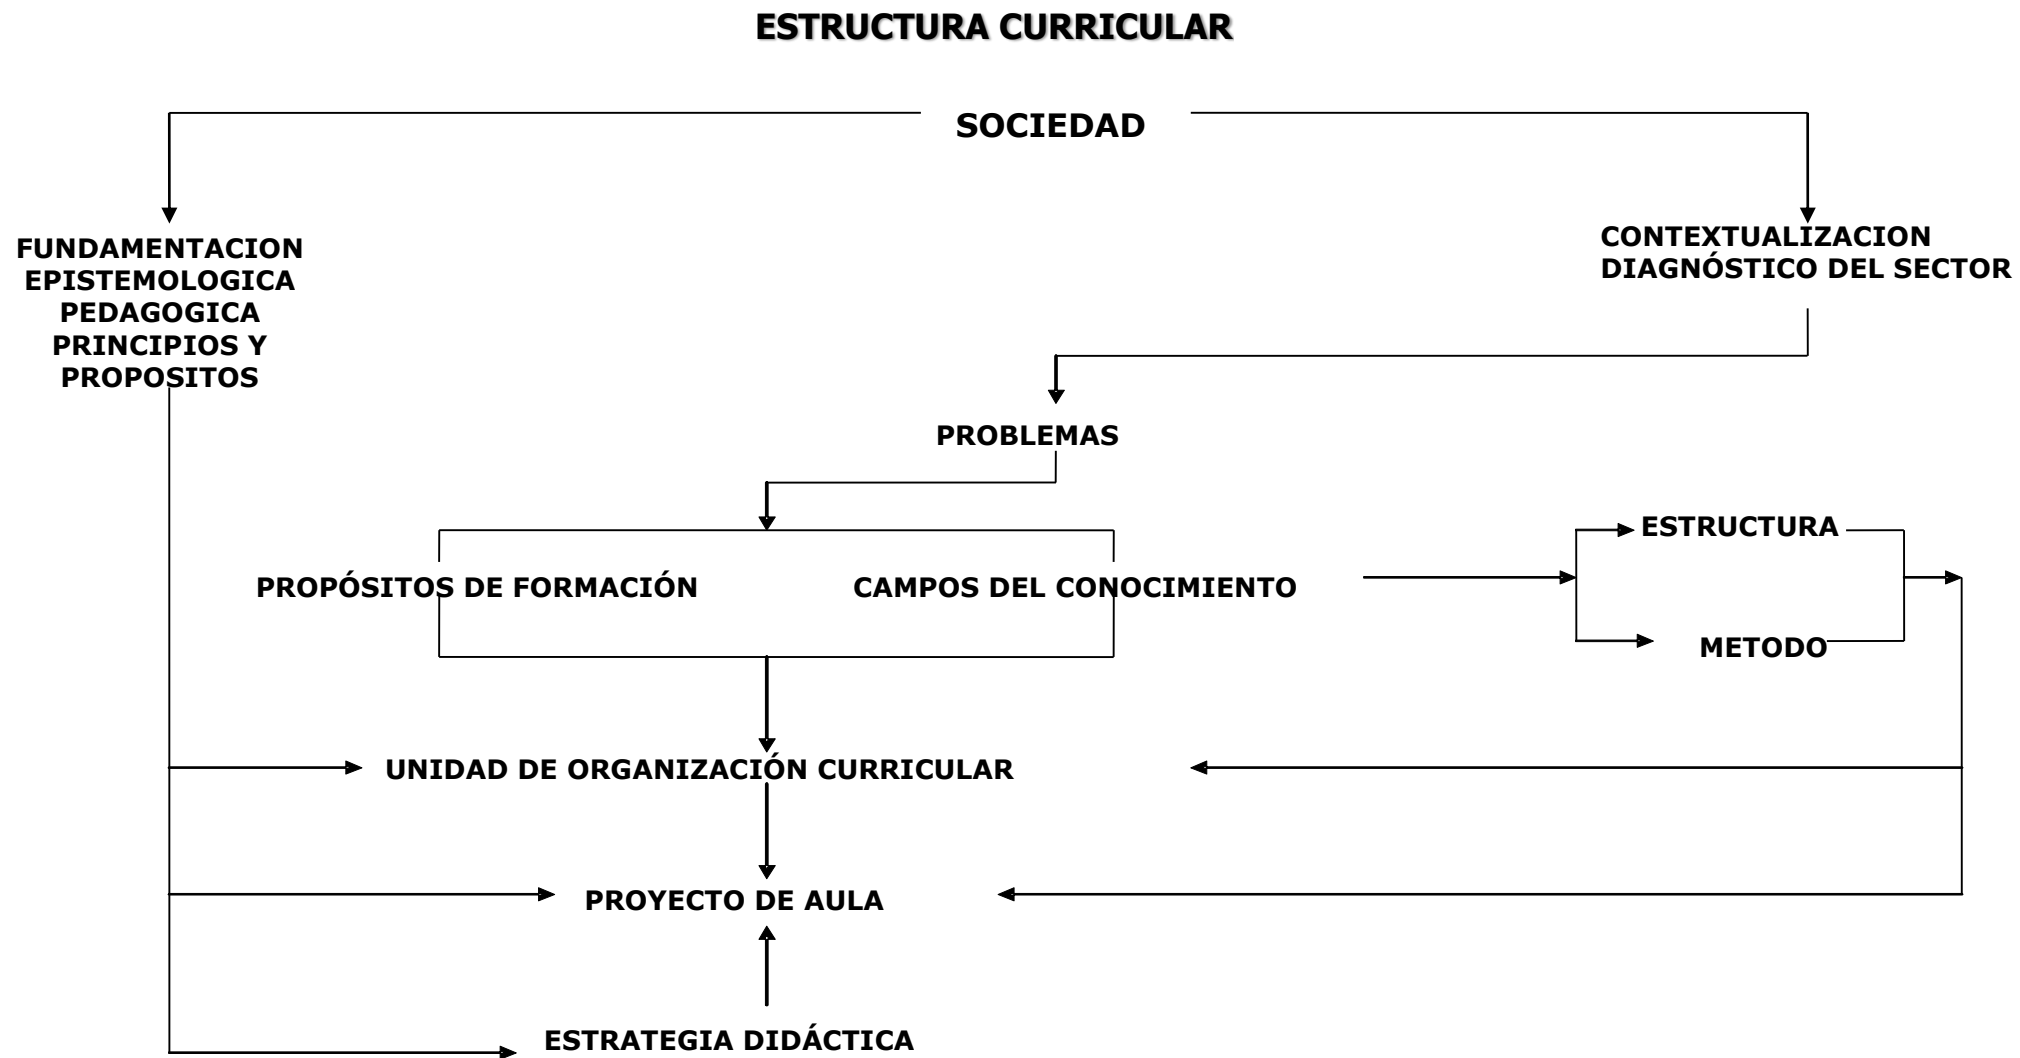 ESTRUCTURA CURRICULAR
SOCIEDAD
FUNDAMENTACION
EPISTEMOLOGICA
PEDAGOGICA
PRINCIPIOS Y
PROPOSITOS
CONTEXTUALIZACION
DIAGNÓSTICO DEL SECTOR
PROBLEMAS
PROPÓSITOS DE FORMACIÓN
CAMPOS DEL CONOCIMIENTO
ESTRUCTURA
METODO
UNIDAD DE ORGANIZACIÓN CURRICULAR
PROYECTO DE AULA
ESTRATEGIA DIDÁCTICA